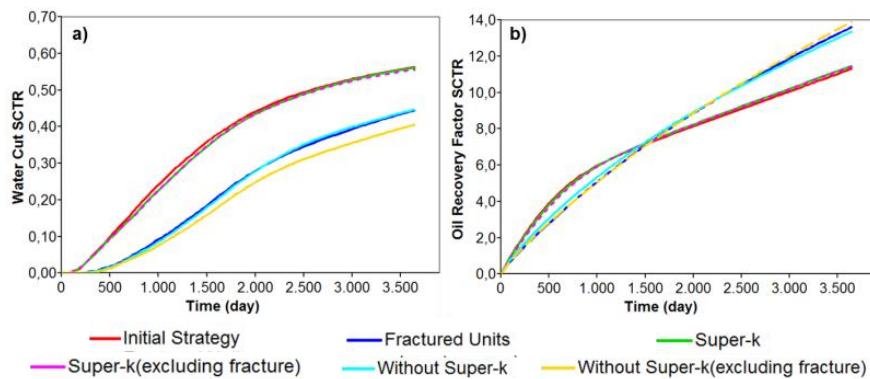 a)
Water Cut SCTR
0,70
0,60
0,50
0,40
0,30
0,20
0,10
0,00
0 500 1.000 1.500 2.000 2.500 3.000 3.500
Time (day)
b)
Oil Recovery Factor SCTR
14,0
12,0
10,0
8,0
6,0
4,0
2,0
0,0
0 500 1.000 1.500 2.000 2.500 3.000 3.500
Time (day)
Initial Strategy Fractured Units Super-k
Super-k(excluding fracture) Without Super-k Without Super-k(excluding fracture)